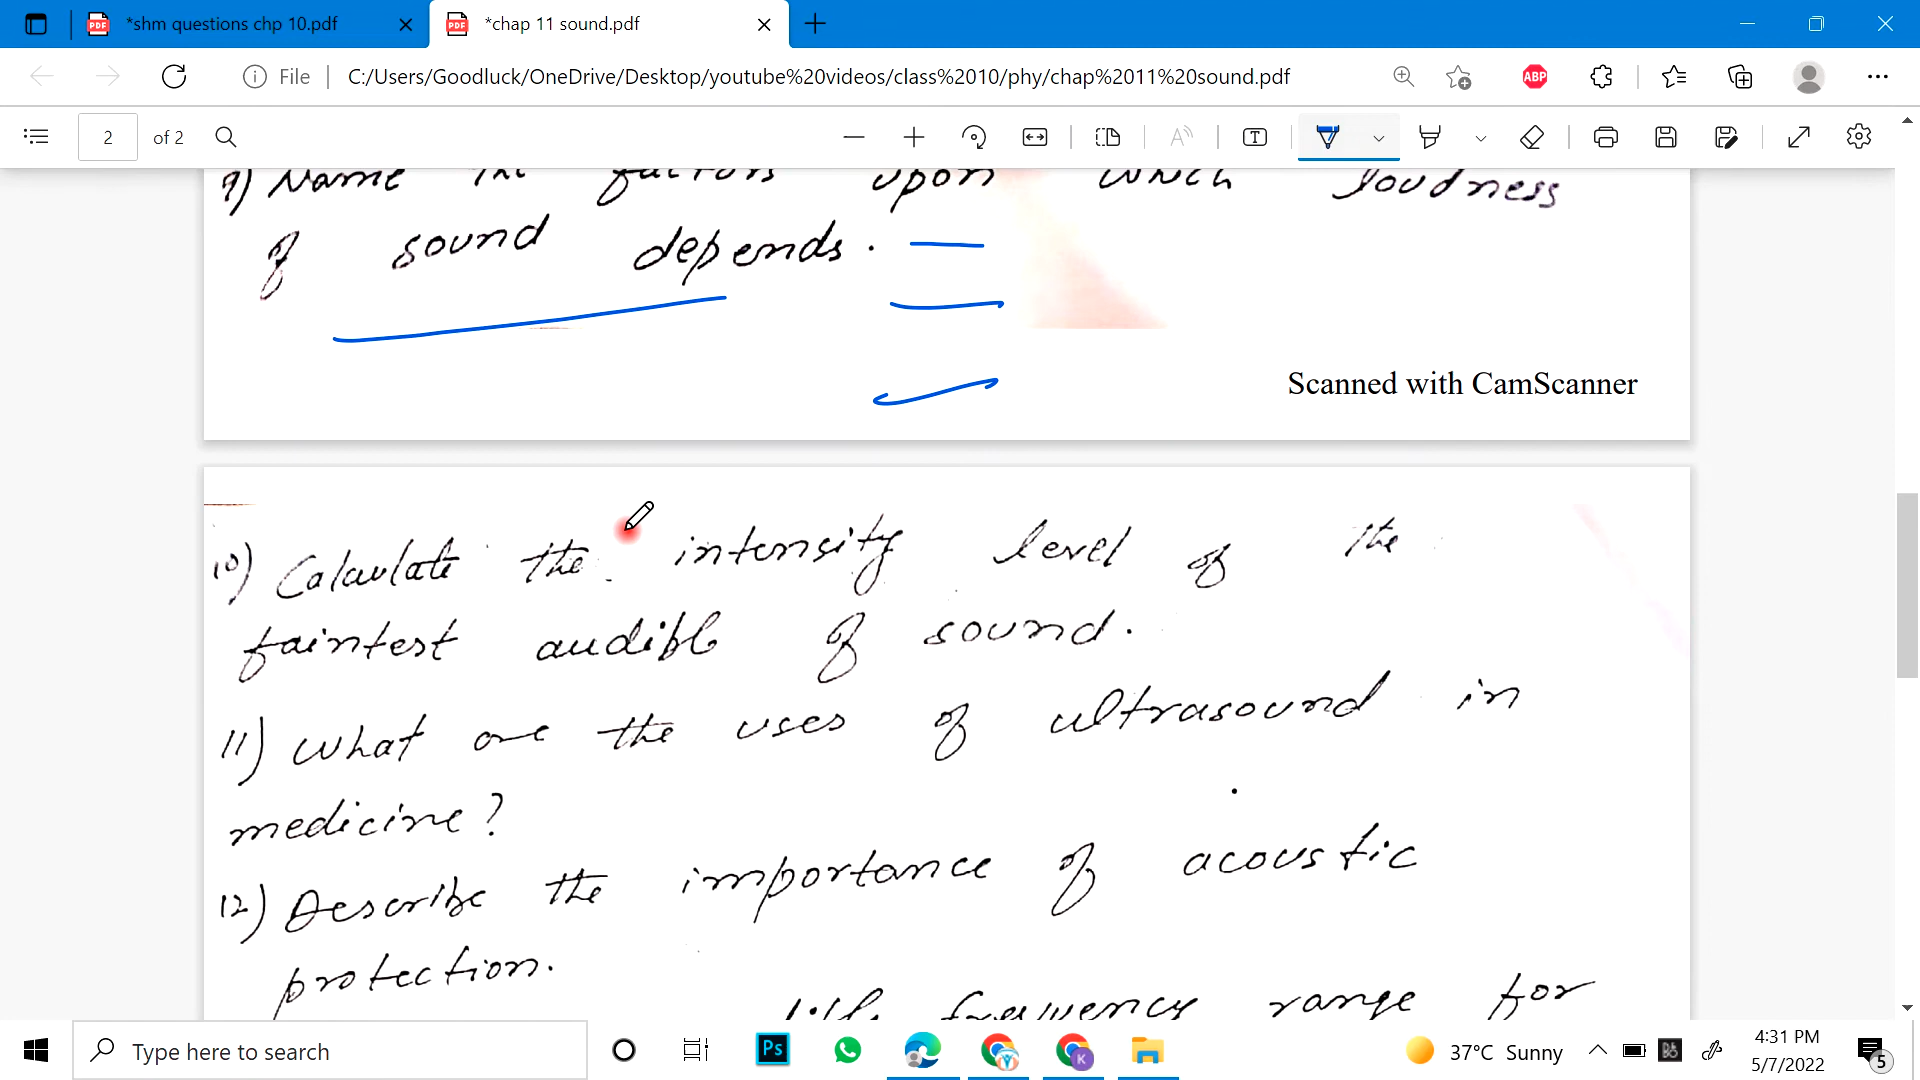 *shm questions chp 10.pdf
*chap 11 sound.pdf
File
C:/Users/Goodluck/OneDrive/Desktop/youtube%20videos/class%2010/phy/chap%2011%20sound.pdf
ABP
2 of 2
9) Name the factors upon which loudness
of sound depends.
Scanned with CamScanner
10) Calculate the intensity level of the
faintest audible of sound.
11) What are the uses of ultrasound in
medicine?
12) Describe the importance of acoustic
protection.
frequency range for
Type here to search
Ps
K
37°C Sunny
4:31 PM
5/7/2022
5